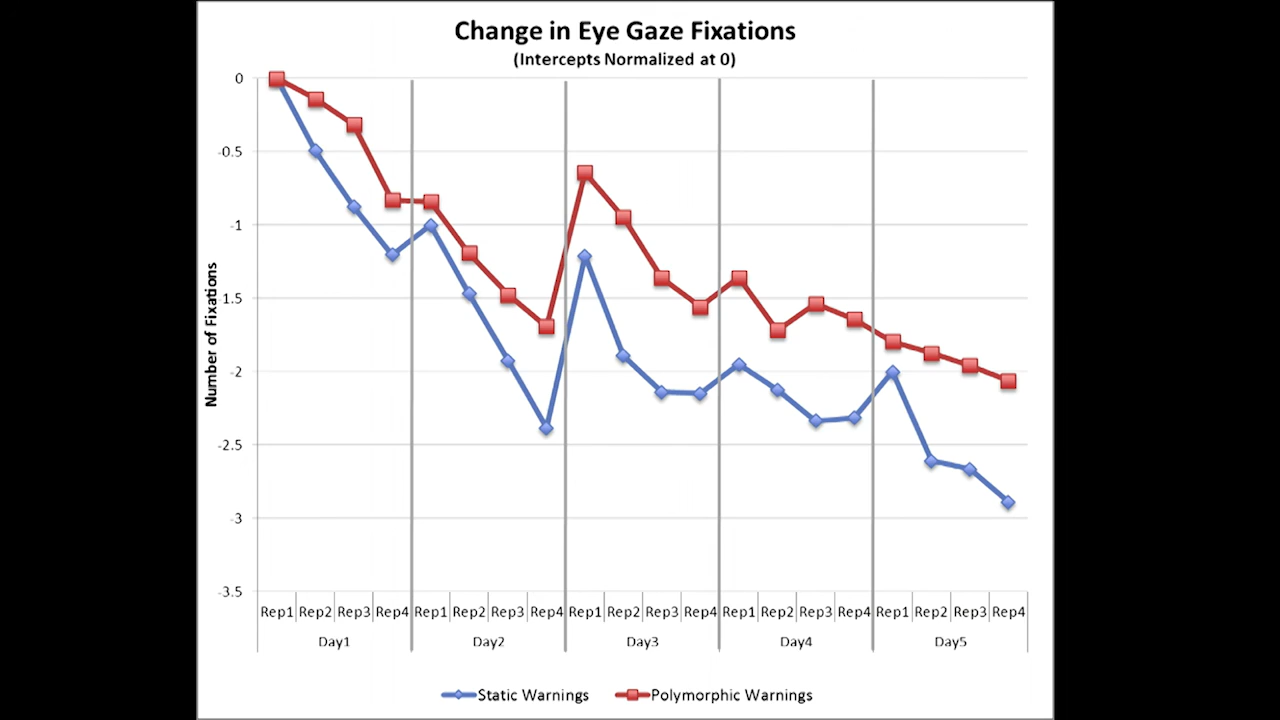 Change in Eye Gaze Fixations
(Intercepts Normalized at 0)
Number of Fixations
0
-0.5
-1
-1.5
-2
-2.5
-3
-3.5
Rep1 Rep2 Rep3 Rep4 Rep1 Rep2 Rep3 Rep4 Rep1 Rep2 Rep3 Rep4 Rep1 Rep2 Rep3 Rep4 Rep1 Rep2 Rep3 Rep4
Day1 Day2 Day3 Day4 Day5
Static Warnings Polymorphic Warnings